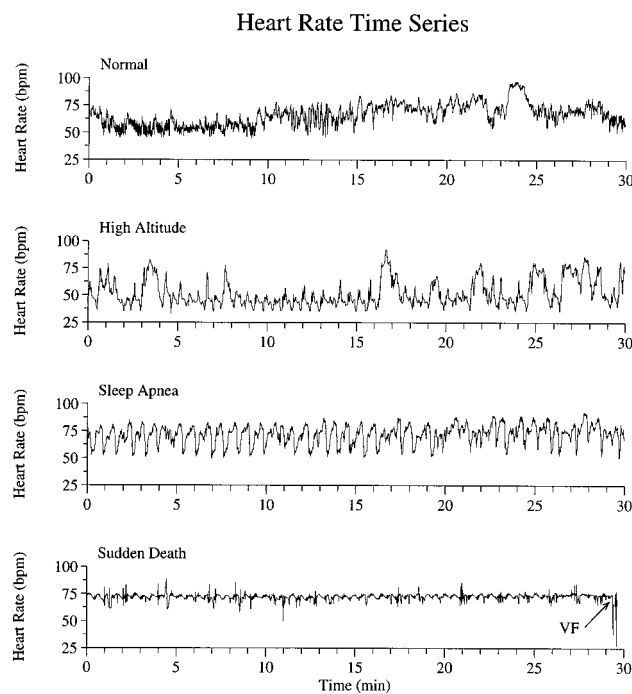 Heart Rate Time Series
Normal
Heart Rate (bpm)
100
75
50
25
0 5 10 15 20 25 30
High Altitude
Heart Rate (bpm)
100
75
50
25
0 5 10 15 20 25 30
Sleep Apnea
Heart Rate (bpm)
100
75
50
25
0 5 10 15 20 25 30
Sudden Death
Heart Rate (bpm)
100
75
50
25
VF
0 5 10 15 20 25 30
Time (min)